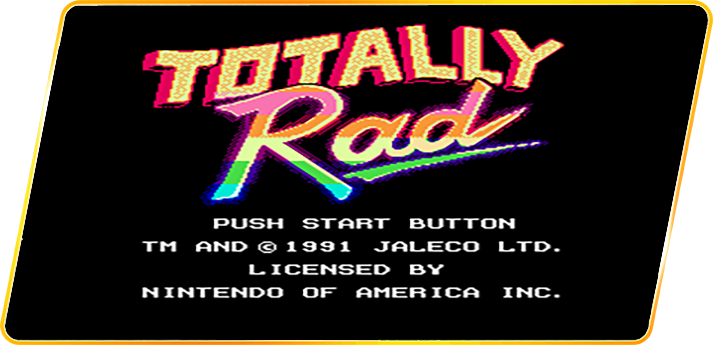 TOTALLY
Rad
PUSH START BUTTON
TM AND © 1991 JALECO LTD.
LICENSED BY
NINTENDO OF AMERICA INC.